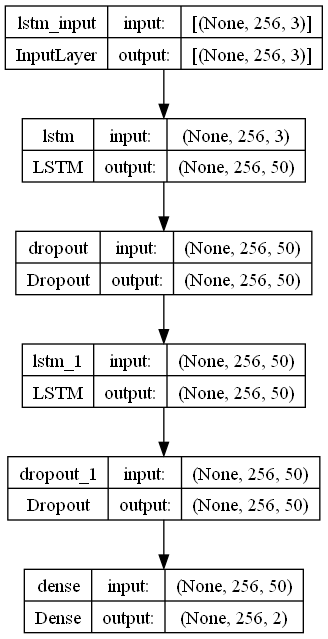 lstm_input input: [(None, 256, 3)]
InputLayer output: [(None, 256, 3)]
lstm input: (None, 256, 3)
LSTM output: (None, 256, 50)
dropout input: (None, 256, 50)
Dropout output: (None, 256, 50)
lstm_1 input: (None, 256, 50)
LSTM output: (None, 256, 50)
dropout_1 input: (None, 256, 50)
Dropout output: (None, 256, 50)
dense input: (None, 256, 50)
Dense output: (None, 256, 2)